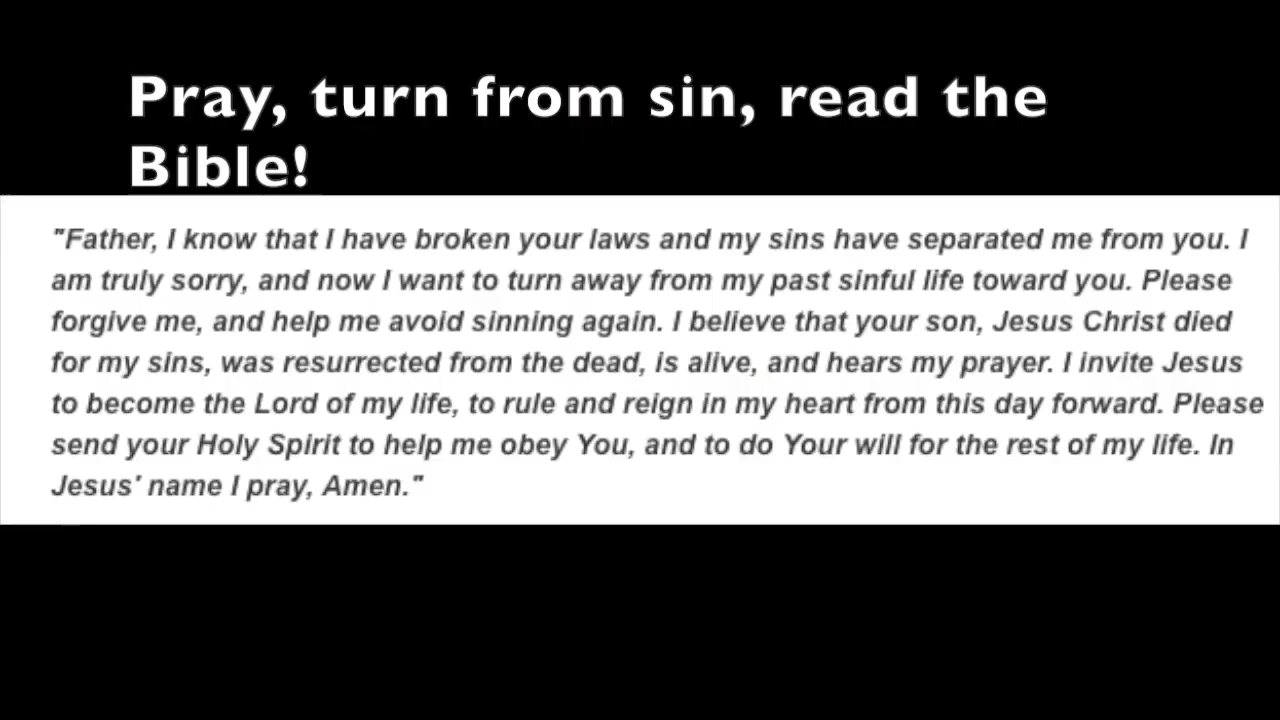 Pray, turn from sin, read the
Bible!
"Father, I know that I have broken your laws and my sins have separated me from you. I
am truly sorry, and now I want to turn away from my past sinful life toward you. Please
forgive me, and help me avoid sinning again. I believe that your son, Jesus Christ died
for my sins, was resurrected from the dead, is alive, and hears my prayer. I invite Jesus
to become the Lord of my life, to rule and reign in my heart from this day forward. Please
send your Holy Spirit to help me obey You, and to do Your will for the rest of my life. In
Jesus' name I pray, Amen."